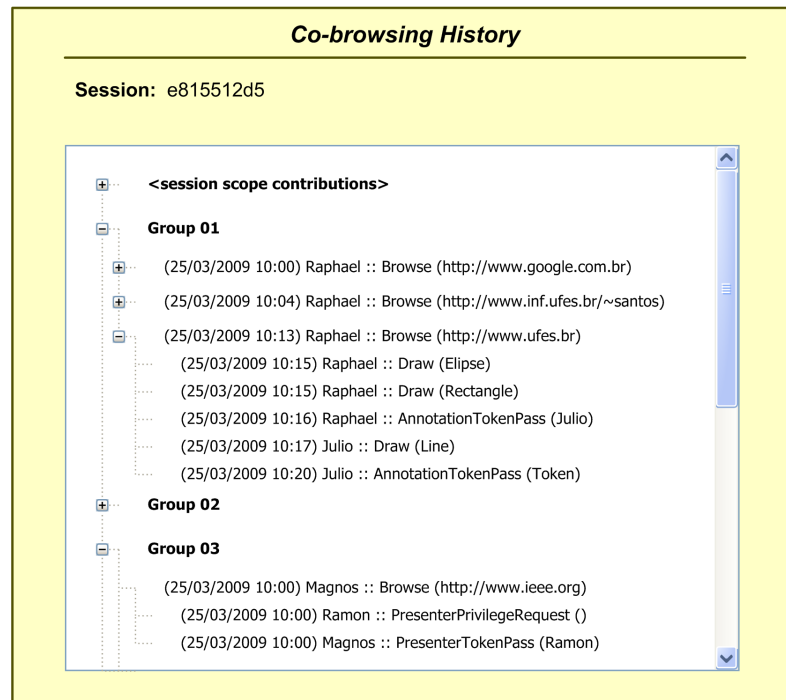 Co-browsing History
Session: e815512d5
<session scope contributions>
Group 01
(25/03/2009 10:00) Raphael :: Browse (http://www.google.com.br)
(25/03/2009 10:04) Raphael :: Browse (http://www.inf.ufes.br/~santos)
(25/03/2009 10:13) Raphael :: Browse (http://www.ufes.br)
(25/03/2009 10:15) Raphael :: Draw (Elipse)
(25/03/2009 10:15) Raphael :: Draw (Rectangle)
(25/03/2009 10:16) Raphael :: AnnotationTokenPass (Julio)
(25/03/2009 10:17) Julio :: Draw (Line)
(25/03/2009 10:20) Julio :: AnnotationTokenPass (Token)
Group 02
Group 03
(25/03/2009 10:00) Magnos :: Browse (http://www.ieee.org)
(25/03/2009 10:00) Ramon :: PresenterPrivilegeRequest ()
(25/03/2009 10:00) Magnos :: PresenterTokenPass (Ramon)